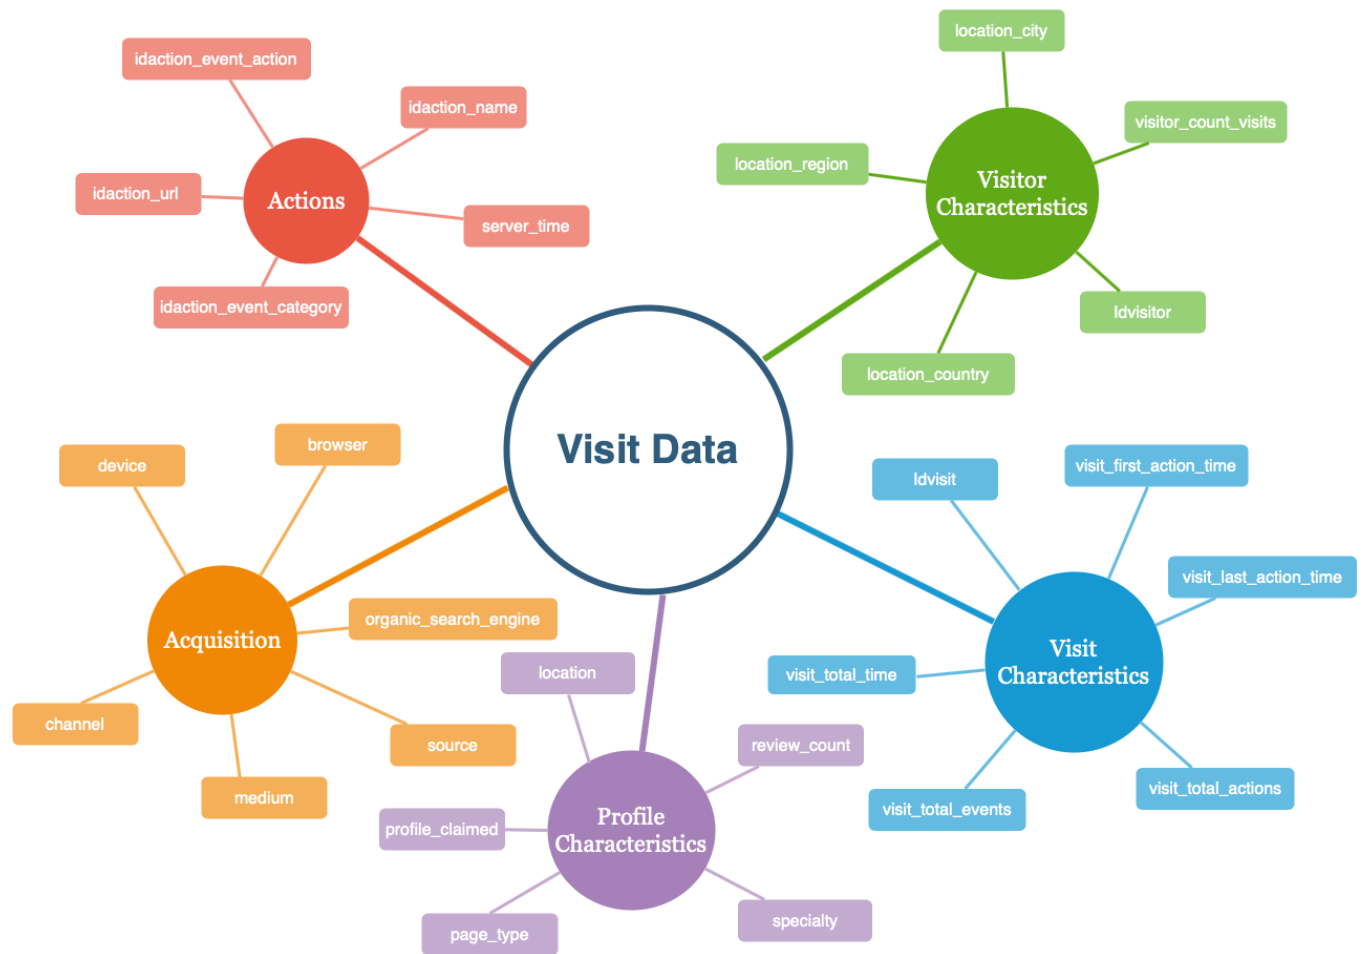 location_city
idaction_event_action
idaction_name
visitor_count_visits
location_region
Visitor
Characteristics
idaction_url
Actions
server_time
idaction_event_category
Idvisitor
location_country
Visit Data
browser
device
Idvisit
visit_first_action_time
visit_last_action_time
organic_search_engine
Acquisition
Visit
Characteristics
location
visit_total_time
channel
source
review_count
medium
visit_total_actions
visit_total_events
Profile
Characteristics
profile_claimed
specialty
page_type